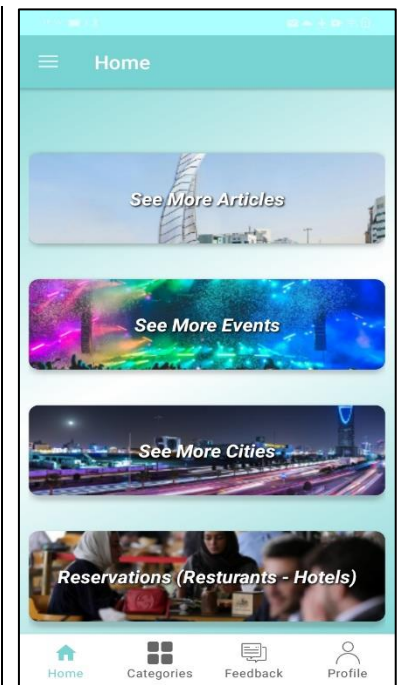 Home
See More Articles
See More Events
See More Cities
Reservations (Resturants - Hotels)
Home Categories Feedback Profile